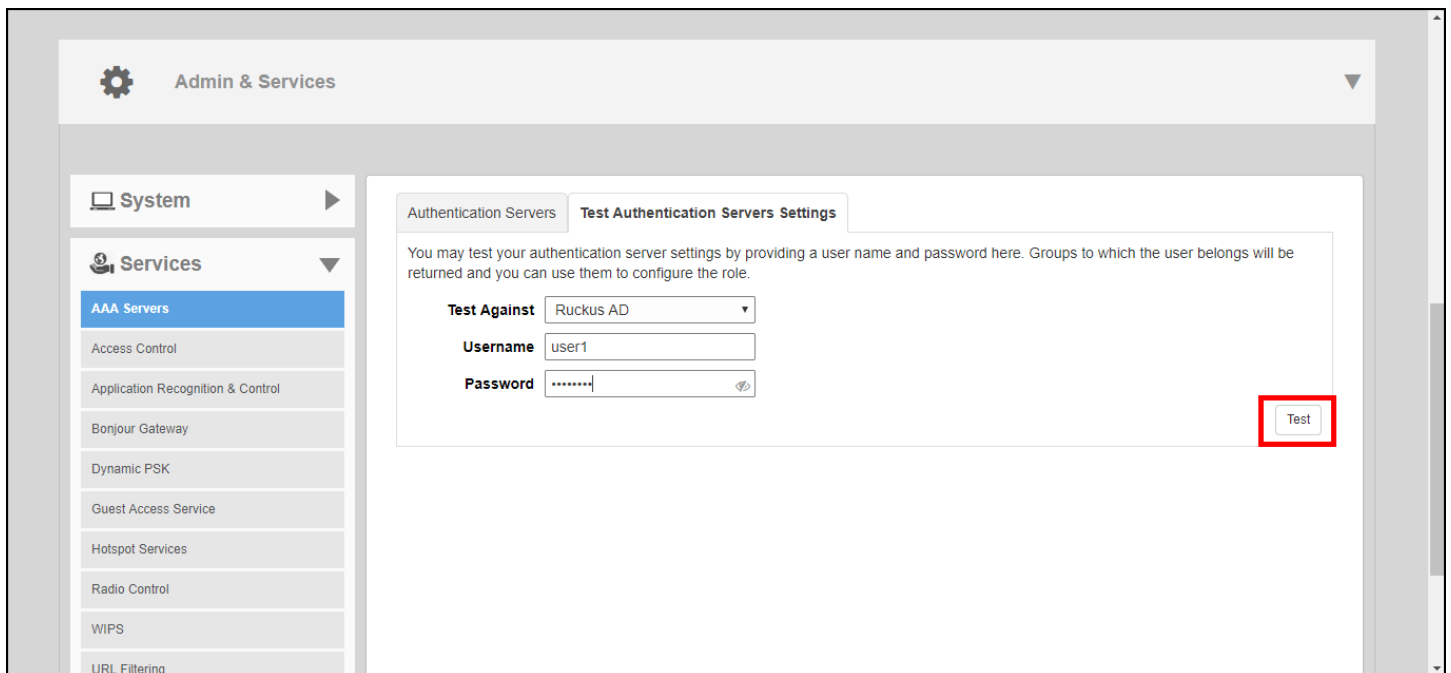 Admin & Services
System
Services
AAA Servers
Access Control
Application Recognition & Control
Bonjour Gateway
Dynamic PSK
Guest Access Service
Hotspot Services
Radio Control
WIPS
URL Filtering
Authentication Servers
Test Authentication Servers Settings
You may test your authentication server settings by providing a user name and password here. Groups to which the user belongs will be
returned and you can use them to configure the role.
Test Against Ruckus AD
Username user1
Password ••••••••
Test